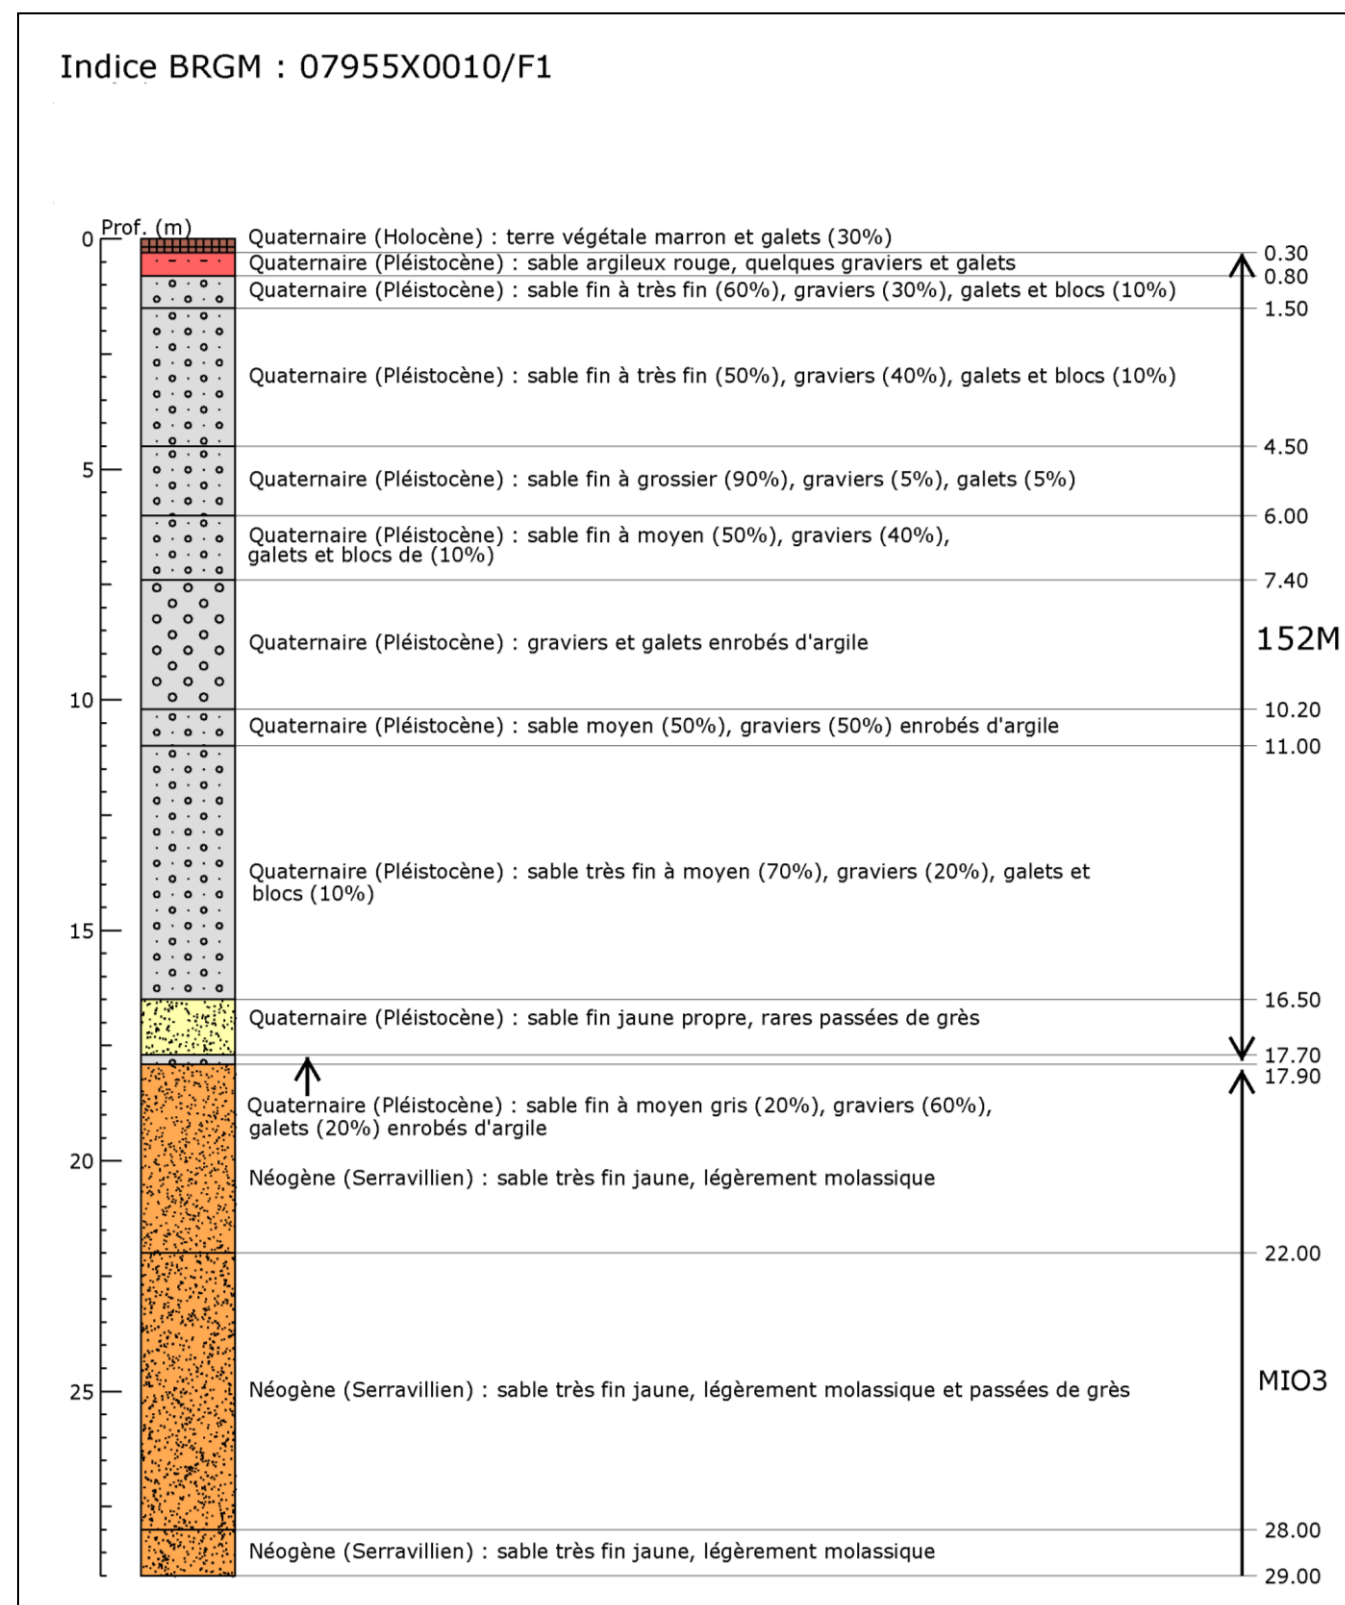 Indice BRGM : 07955X0010/F1
Prof. (m)
0
Quaternaire (Holocène) : terre végétale marron et galets (30%)
0.30
Quaternaire (Pléistocène) : sable argileux rouge, quelques graviers et galets
0.80
Quaternaire (Pléistocène) : sable fin à très fin (60%), graviers (30%), galets et blocs (10%)
1.50
Quaternaire (Pléistocène) : sable fin à très fin (50%), graviers (40%), galets et blocs (10%)
4.50
5
Quaternaire (Pléistocène) : sable fin à grossier (90%), graviers (5%), galets (5%)
6.00
Quaternaire (Pléistocène) : sable fin à moyen (50%), graviers (40%),
galets et blocs de (10%)
7.40
152M
Quaternaire (Pléistocène) : graviers et galets enrobés d'argile
10
10.20
Quaternaire (Pléistocène) : sable moyen (50%), graviers (50%) enrobés d'argile
11.00
Quaternaire (Pléistocène) : sable très fin à moyen (70%), graviers (20%), galets et
blocs (10%)
15
16.50
Quaternaire (Pléistocène) : sable fin jaune propre, rares passées de grès
17.70
17.90
Quaternaire (Pléistocène) : sable fin à moyen gris (20%), graviers (60%),
galets (20%) enrobés d'argile
20
Néogène (Serravillien) : sable très fin jaune, légèrement molassique
22.00
25
Néogène (Serravillien) : sable très fin jaune, légèrement molassique et passées de grès
MIO3
28.00
Néogène (Serravillien) : sable très fin jaune, légèrement molassique
29.00